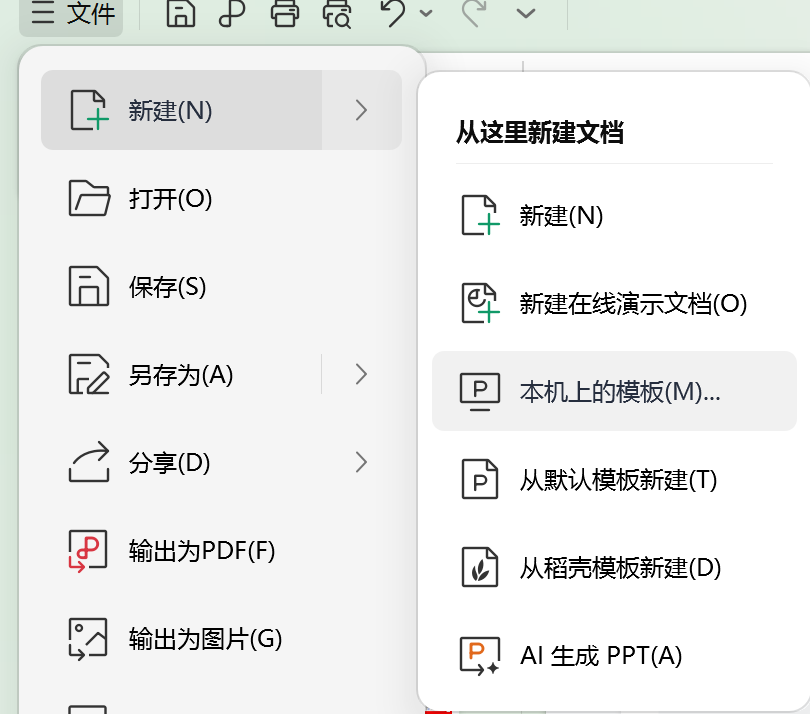 文件
新建(N)
打开(O)
保存(S)
另存为(A)
分享(D)
输出为PDF(F)
输出为图片(G)
从这里新建文档
新建(N)
新建在线演示文档(O)
本机上的模板(M)...
从默认模板新建(T)
从稻壳模板新建(D)
AI 生成 PPT(A)